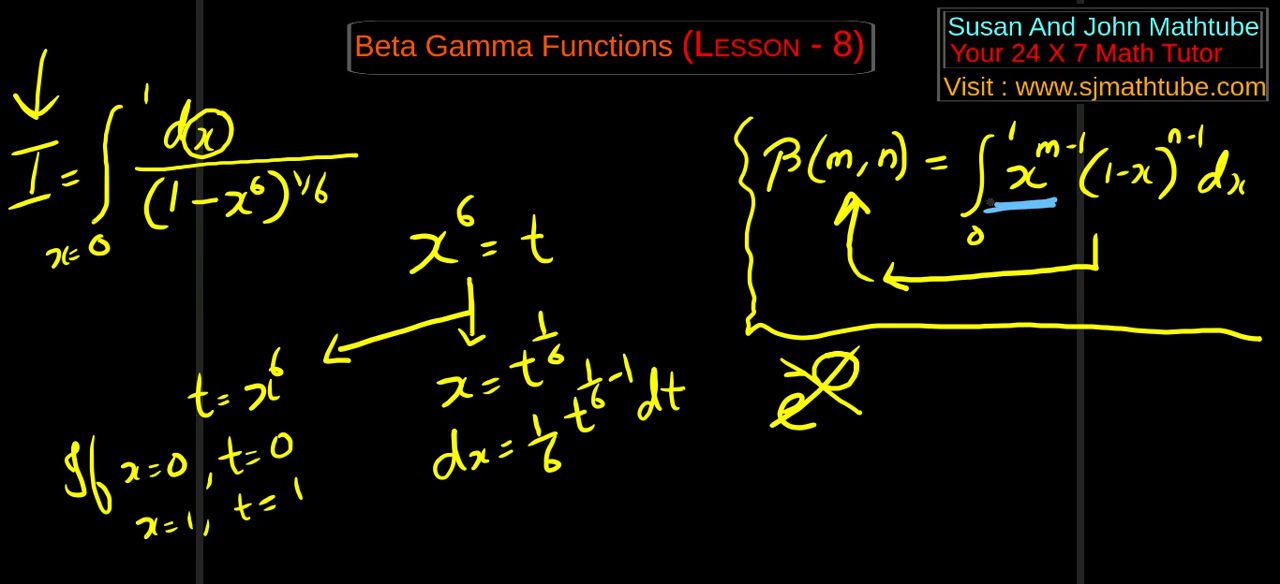 Beta Gamma Functions (LESSON - 8)
Susan And John Mathtube
Your 24 X 7 Math Tutor
Visit : www.sjmathtube.com
I = ∫_{x=0}^{1} dx / (1 - x^6)^{1/6}
β(m, n) = ∫_0^1 x^{m-1} (1-x)^{n-1} dx
x^6 = t
t = x^6
If x=0, t=0
x=1, t=1
x = t^{1/6}
dx = 1/6 t^{1/6 - 1} dt